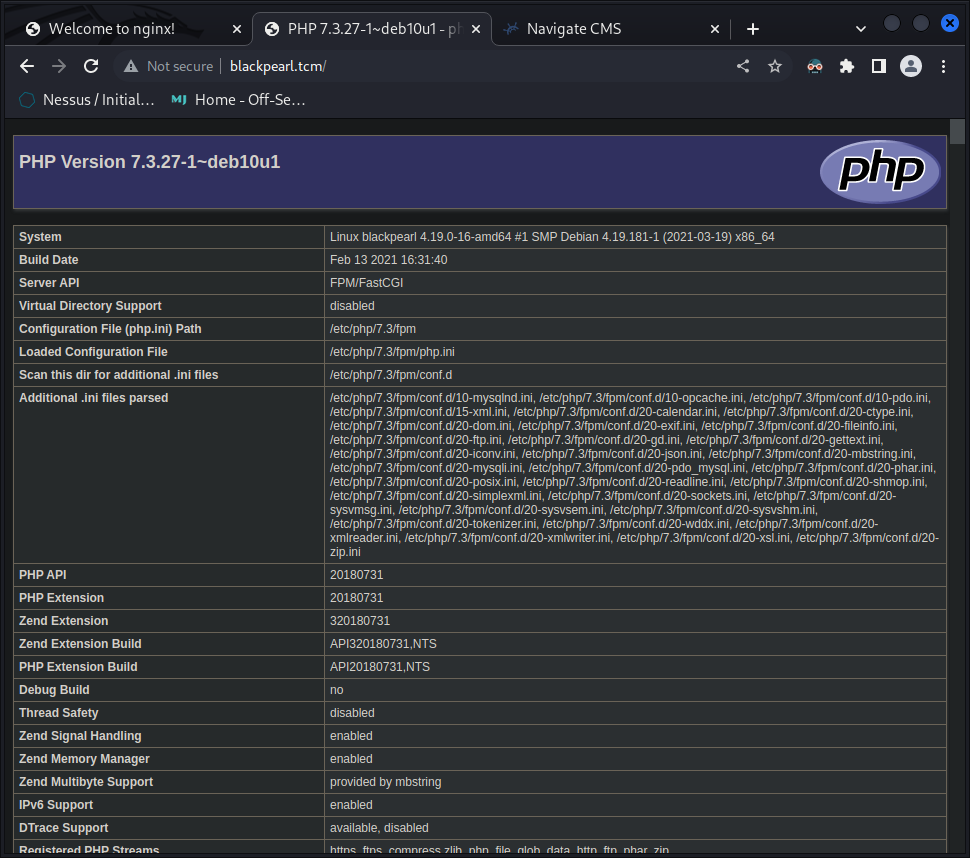 Welcome to nginx!
PHP 7.3.27-1~deb10u1 - ph
Navigate CMS
Not secure
blackpearl.tcm/
Nessus / Initial…
Home - Off-Se…
PHP Version 7.3.27-1~deb10u1
php
System Linux blackpearl 4.19.0-16-amd64 #1 SMP Debian 4.19.181-1 (2021-03-19) x86_64
Build Date Feb 13 2021 16:31:40
Server API FPM/FastCGI
Virtual Directory Support disabled
Configuration File (php.ini) Path /etc/php/7.3/fpm
Loaded Configuration File /etc/php/7.3/fpm/php.ini
Scan this dir for additional .ini files /etc/php/7.3/fpm/conf.d
Additional .ini files parsed /etc/php/7.3/fpm/conf.d/10-mysqlnd.ini, /etc/php/7.3/fpm/conf.d/10-opcache.ini, /etc/php/7.3/fpm/conf.d/10-pdo.ini,
/etc/php/7.3/fpm/conf.d/15-xml.ini, /etc/php/7.3/fpm/conf.d/20-calendar.ini, /etc/php/7.3/fpm/conf.d/20-ctype.ini,
/etc/php/7.3/fpm/conf.d/20-dom.ini, /etc/php/7.3/fpm/conf.d/20-exif.ini, /etc/php/7.3/fpm/conf.d/20-fileinfo.ini,
/etc/php/7.3/fpm/conf.d/20-ftp.ini, /etc/php/7.3/fpm/conf.d/20-gd.ini, /etc/php/7.3/fpm/conf.d/20-gettext.ini,
/etc/php/7.3/fpm/conf.d/20-iconv.ini, /etc/php/7.3/fpm/conf.d/20-json.ini, /etc/php/7.3/fpm/conf.d/20-mbstring.ini,
/etc/php/7.3/fpm/conf.d/20-mysqli.ini, /etc/php/7.3/fpm/conf.d/20-pdo_mysql.ini, /etc/php/7.3/fpm/conf.d/20-phar.ini,
/etc/php/7.3/fpm/conf.d/20-posix.ini, /etc/php/7.3/fpm/conf.d/20-readline.ini, /etc/php/7.3/fpm/conf.d/20-shmop.ini,
/etc/php/7.3/fpm/conf.d/20-simplexml.ini, /etc/php/7.3/fpm/conf.d/20-sockets.ini, /etc/php/7.3/fpm/conf.d/20-
sysvmsg.ini, /etc/php/7.3/fpm/conf.d/20-sysvsem.ini, /etc/php/7.3/fpm/conf.d/20-sysvshm.ini,
/etc/php/7.3/fpm/conf.d/20-tokenizer.ini, /etc/php/7.3/fpm/conf.d/20-wddx.ini, /etc/php/7.3/fpm/conf.d/20-
xmlreader.ini, /etc/php/7.3/fpm/conf.d/20-xmlwriter.ini, /etc/php/7.3/fpm/conf.d/20-xsl.ini, /etc/php/7.3/fpm/conf.d/20-
zip.ini
PHP API 20180731
PHP Extension 20180731
Zend Extension 320180731
Zend Extension Build API320180731,NTS
PHP Extension Build API20180731,NTS
Debug Build no
Thread Safety disabled
Zend Signal Handling enabled
Zend Memory Manager enabled
Zend Multibyte Support provided by mbstring
IPv6 Support enabled
DTrace Support available, disabled
Registered PHP Streams https, ftps, compress.zlib, php, file, glob, data, http, ftp, phar, zip